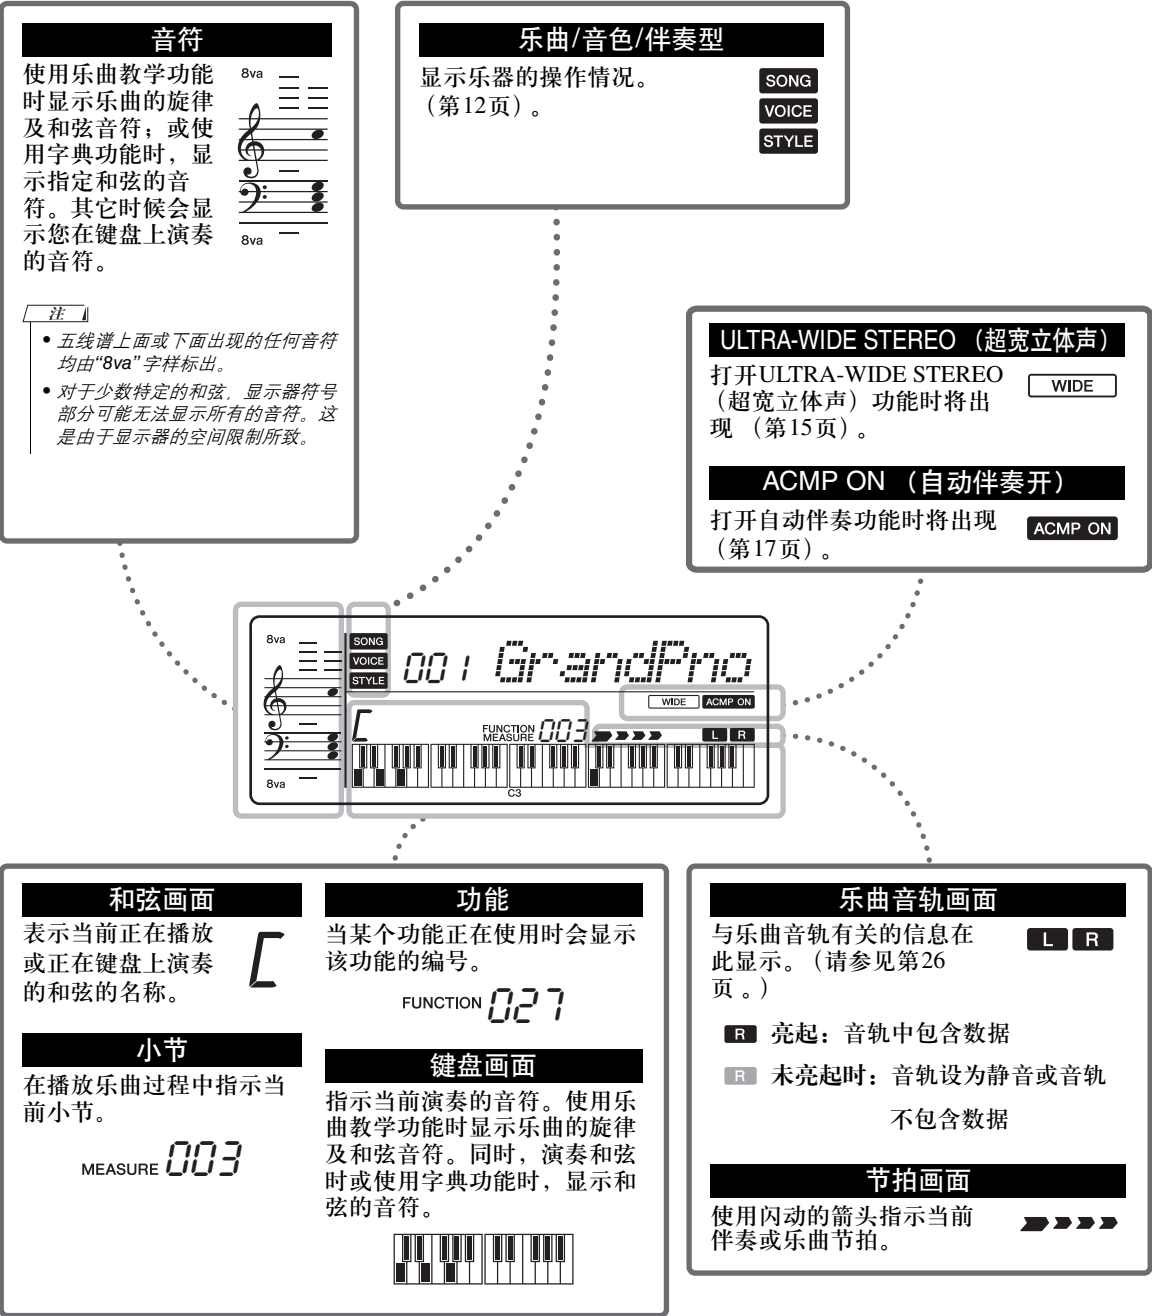 音符
使用乐曲教学功能
时显示乐曲的旋律
及和弦音符；或使
用字典功能时，显
示指定和弦的音
符。其它时候会显
示您在键盘上演奏
的音符。
8va
8va
注
• 五线谱上面或下面出现的任何音符
均由“8va”字样标出。
• 对于少数特定的和弦，显示器符号
部分可能无法显示所有的音符。这
是由于显示器的空间限制所致。
乐曲/音色/伴奏型
显示乐器的操作情况。
（第12页）。
SONG
VOICE
STYLE
ULTRA-WIDE STEREO （超宽立体声）
打开ULTRA-WIDE STEREO
（超宽立体声）功能时将出
现 （第15页）。
WIDE
ACMP ON （自动伴奏开）
打开自动伴奏功能时将出现
（第17页）。
ACMP ON
8va
8va
SONG
VOICE
STYLE
001 GrandPno
WIDE ACMP ON
C
FUNCTION
MEASURE 003
L R
C3
和弦画面
表示当前正在播放
或正在键盘上演奏
的和弦的名称。
C
小节
在播放乐曲过程中指示当
前小节。
MEASURE 003
功能
当某个功能正在使用时会显示
该功能的编号。
FUNCTION 027
键盘画面
指示当前演奏的音符。使用乐
曲教学功能时显示乐曲的旋律
及和弦音符。同时，演奏和弦
时或使用字典功能时，显示和
弦的音符。
乐曲音轨画面
与乐曲音轨有关的信息在
此显示。（请参见第26
页 。）
L R
R 亮起：音轨中包含数据
R 未亮起时：音轨设为静音或音轨
不包含数据
节拍画面
使用闪动的箭头指示当前
伴奏或乐曲节拍。